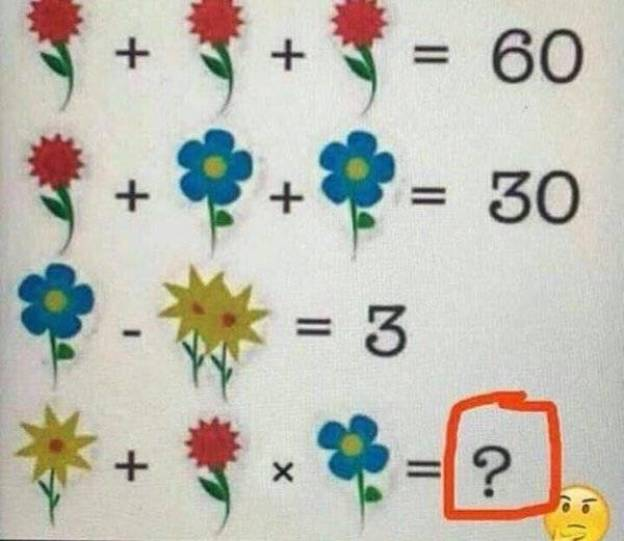 + + = 60
+ + = 30
- = 3
+ × = ?